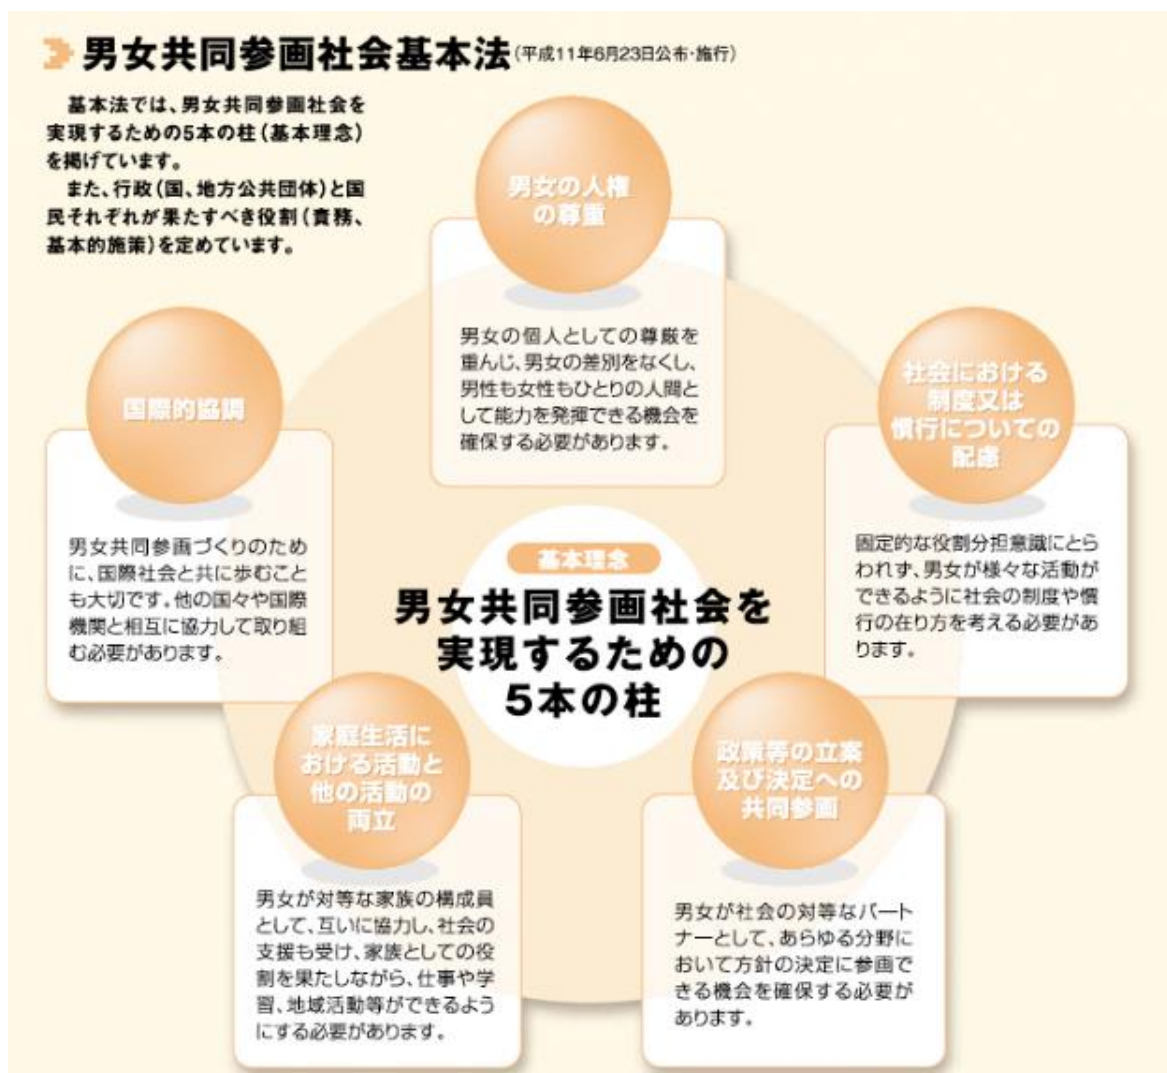 男女共同参画社会基本法(平成11年6月23日公布・施行)
基本法では、男女共同参画社会を
実現するための5本の柱(基本理念)
を掲げています。
また、行政(国、地方公共団体)と国
民それぞれが果たすべき役割(責務、
基本的施策)を定めています。
男女の人権
の尊重
男女の個人としての尊厳を
重んじ、男女の差別をなくし、
男性も女性もひとりの人間と
して能力を発揮できる機会を
確保する必要があります。
国際的協調
男女共同参画づくりのため
に、国際社会と共に歩むこと
も大切です。他の国々や国際
機関と相互に協力して取り組
む必要があります。
社会における
制度又は
慣行についての
配慮
固定的な役割分担意識にとら
われず、男女が様々な活動が
できるように社会の制度や慣
行の在り方を考える必要があ
ります。
基本理念
男女共同参画社会を
実現するための
5本の柱
家庭生活に
おける活動と
他の活動の
両立
男女が対等な家族の構成員
として、互いに協力し、社会の
支援も受け、家族としての役
割を果たしながら、仕事や学
習、地域活動等ができるよう
にする必要があります。
政策等の立案
及び決定への
共同参画
男女が社会の対等なパート
ナーとして、あらゆる分野に
おいて方針の決定に参画で
きる機会を確保する必要が
あります。